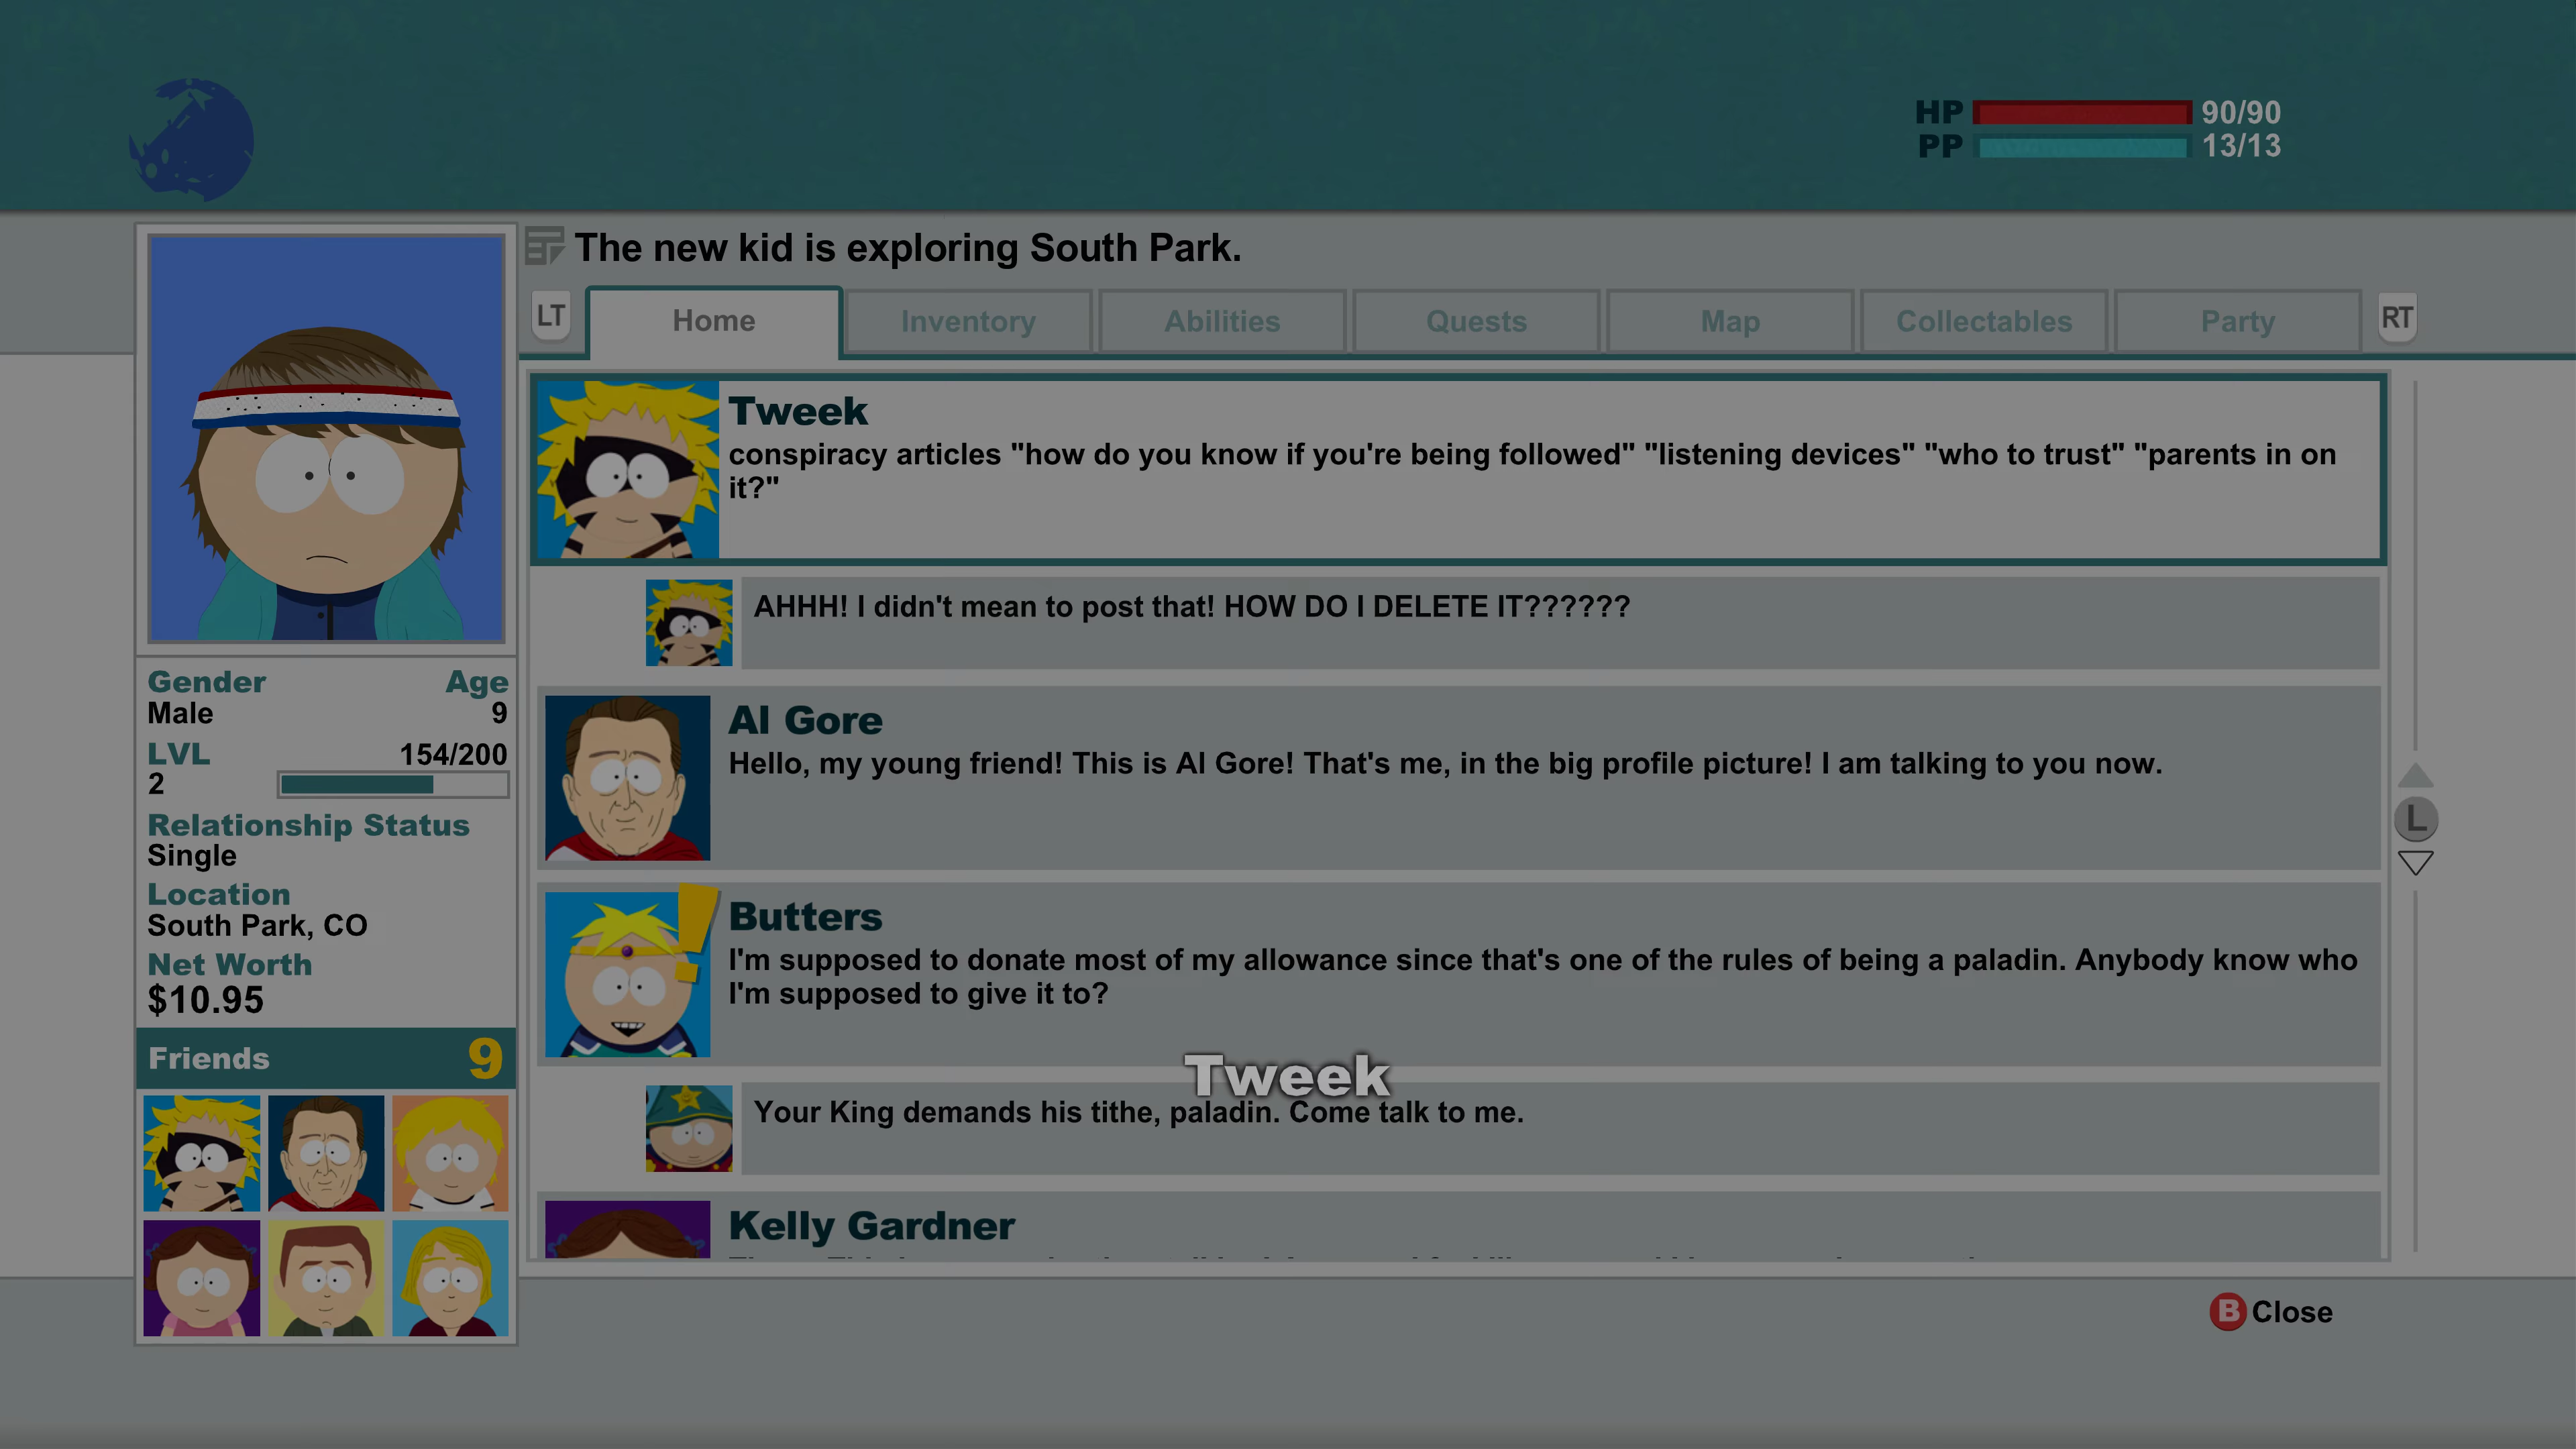 HP 90/90
PP 13/13
The new kid is exploring South Park.
LT Home Inventory Abilities Quests Map Collectables Party RT
Tweek
conspiracy articles "how do you know if you're being followed" "listening devices" "who to trust" "parents in on
it?"
AHHH! I didn't mean to post that! HOW DO I DELETE IT??????
Gender Age
Male 9
LVL 154/200
2
Relationship Status
Single
Location
South Park, CO
Net Worth
$10.95
Friends 9
Al Gore
Hello, my young friend! This is Al Gore! That's me, in the big profile picture! I am talking to you now.
L
Butters
I'm supposed to donate most of my allowance since that's one of the rules of being a paladin. Anybody know who
I'm supposed to give it to?
Tweek
Your King demands his tithe, paladin. Come talk to me.
Kelly Gardner
B Close